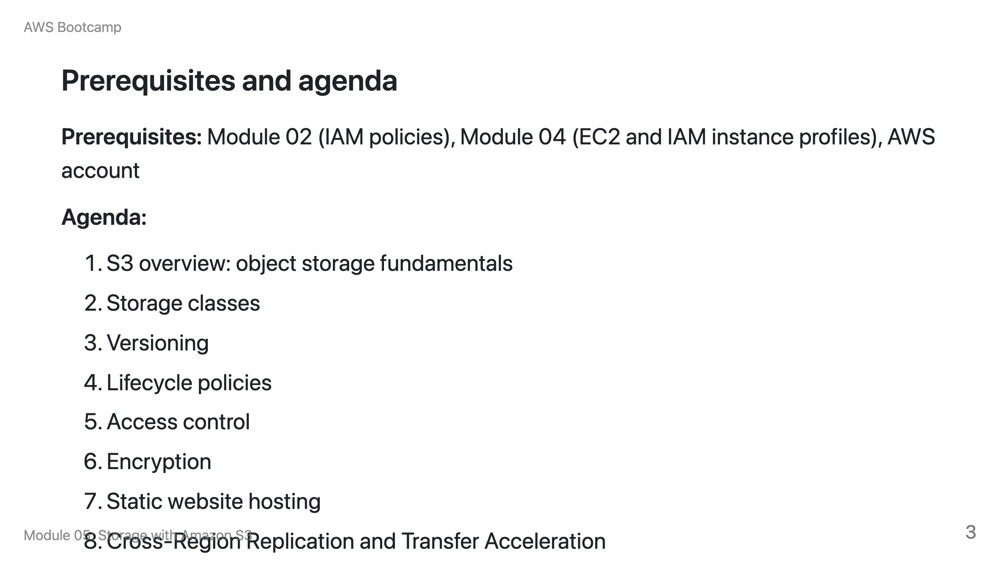 AWS Bootcamp
Prerequisites and agenda
Prerequisites: Module 02 (IAM policies), Module 04 (EC2 and IAM instance profiles), AWS
account
Agenda:
1. S3 overview: object storage fundamentals
2. Storage classes
3. Versioning
4. Lifecycle policies
5. Access control
6. Encryption
7. Static website hosting
8. Cross-Region Replication and Transfer Acceleration
Module 05: Storage with Amazon S3
3